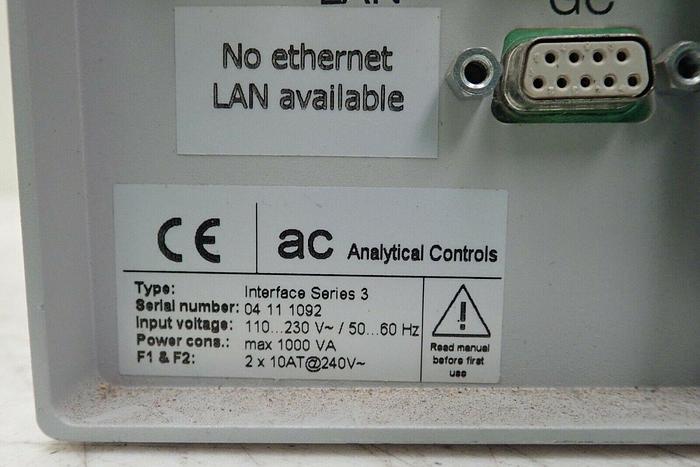 LAN
GC
No ethernet
LAN available
CE
ac Analytical Controls
Type: Interface Series 3
Serial number: 04 11 1092
Input voltage: 110...230 V~ / 50...60 Hz
Power cons.: max 1000 VA
F1 & F2: 2 x 10AT@240V~
!
Read manual
before first
use